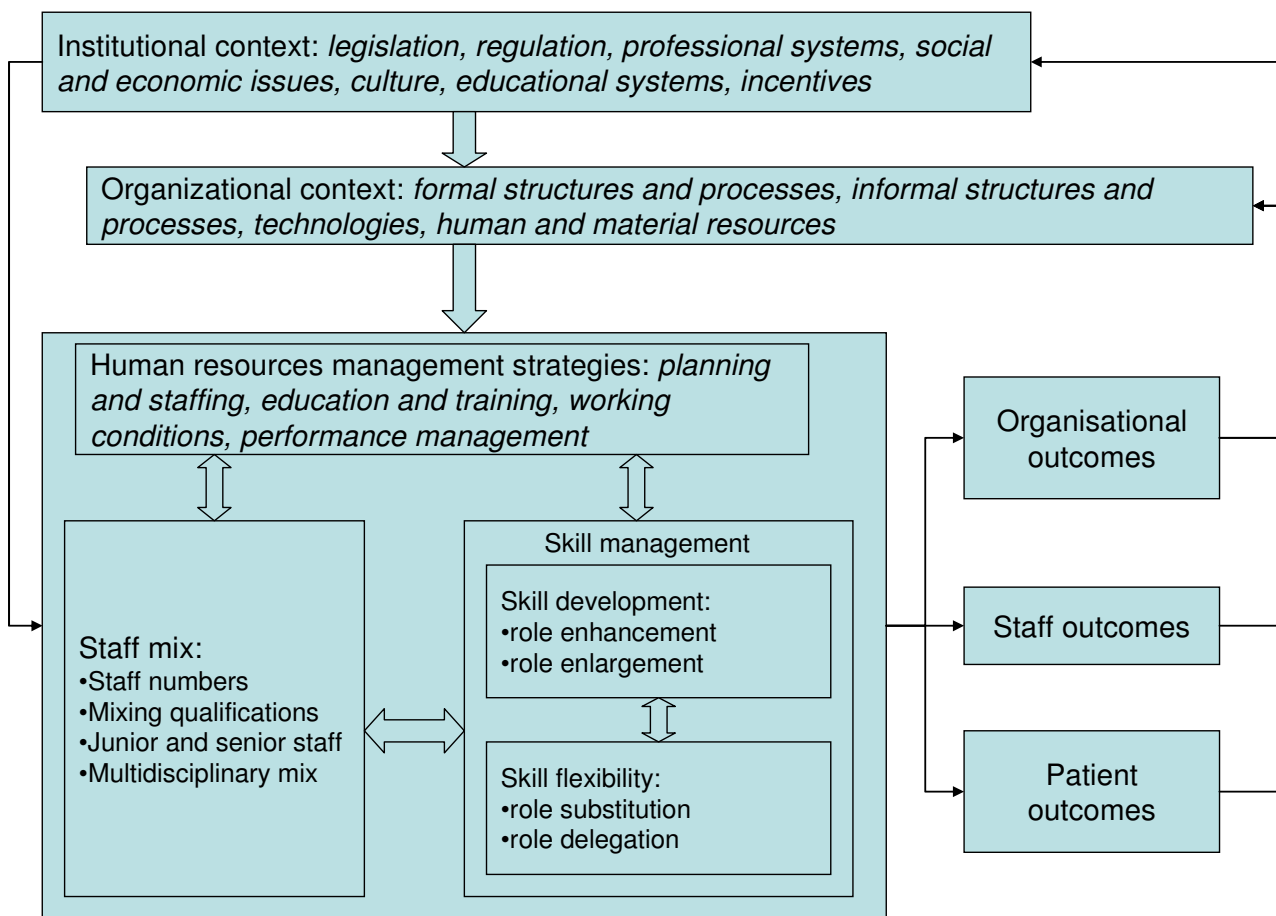 Institutional context: legislation, regulation, professional systems, social
and economic issues, culture, educational systems, incentives
Organizational context: formal structures and processes, informal structures and
processes, technologies, human and material resources
Human resources management strategies: planning
and staffing, education and training, working
conditions, performance management
Staff mix:
•Staff numbers
•Mixing qualifications
•Junior and senior staff
•Multidisciplinary mix
Skill management
Skill development:
•role enhancement
•role enlargement
Skill flexibility:
•role substitution
•role delegation
Organisational
outcomes
Staff outcomes
Patient
outcomes